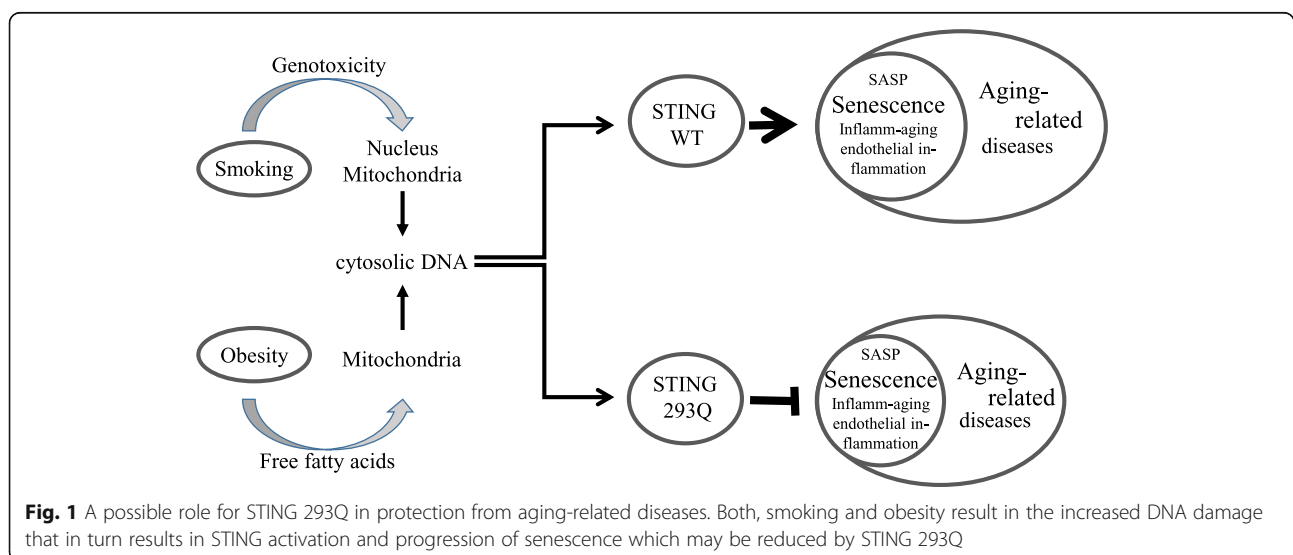 Genotoxicity
Smoking
Nucleus
Mitochondria
cytosolic DNA
Obesity
Mitochondria
Free fatty acids
STING
WT
SASP
Senescence
Inflamm-aging
endothelial in-
flammation
Aging-
related
diseases
STING
293Q
SASP
Senescence
Inflamm-aging
endothelial in-
flammation
Aging-
related
diseases
Fig. 1 A possible role for STING 293Q in protection from aging-related diseases. Both, smoking and obesity result in the increased DNA damage
that in turn results in STING activation and progression of senescence which may be reduced by STING 293Q